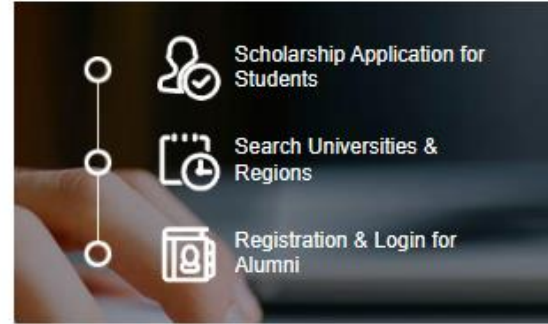 Scholarship Application for
Students
Search Universities &
Regions
Registration & Login for
Alumni